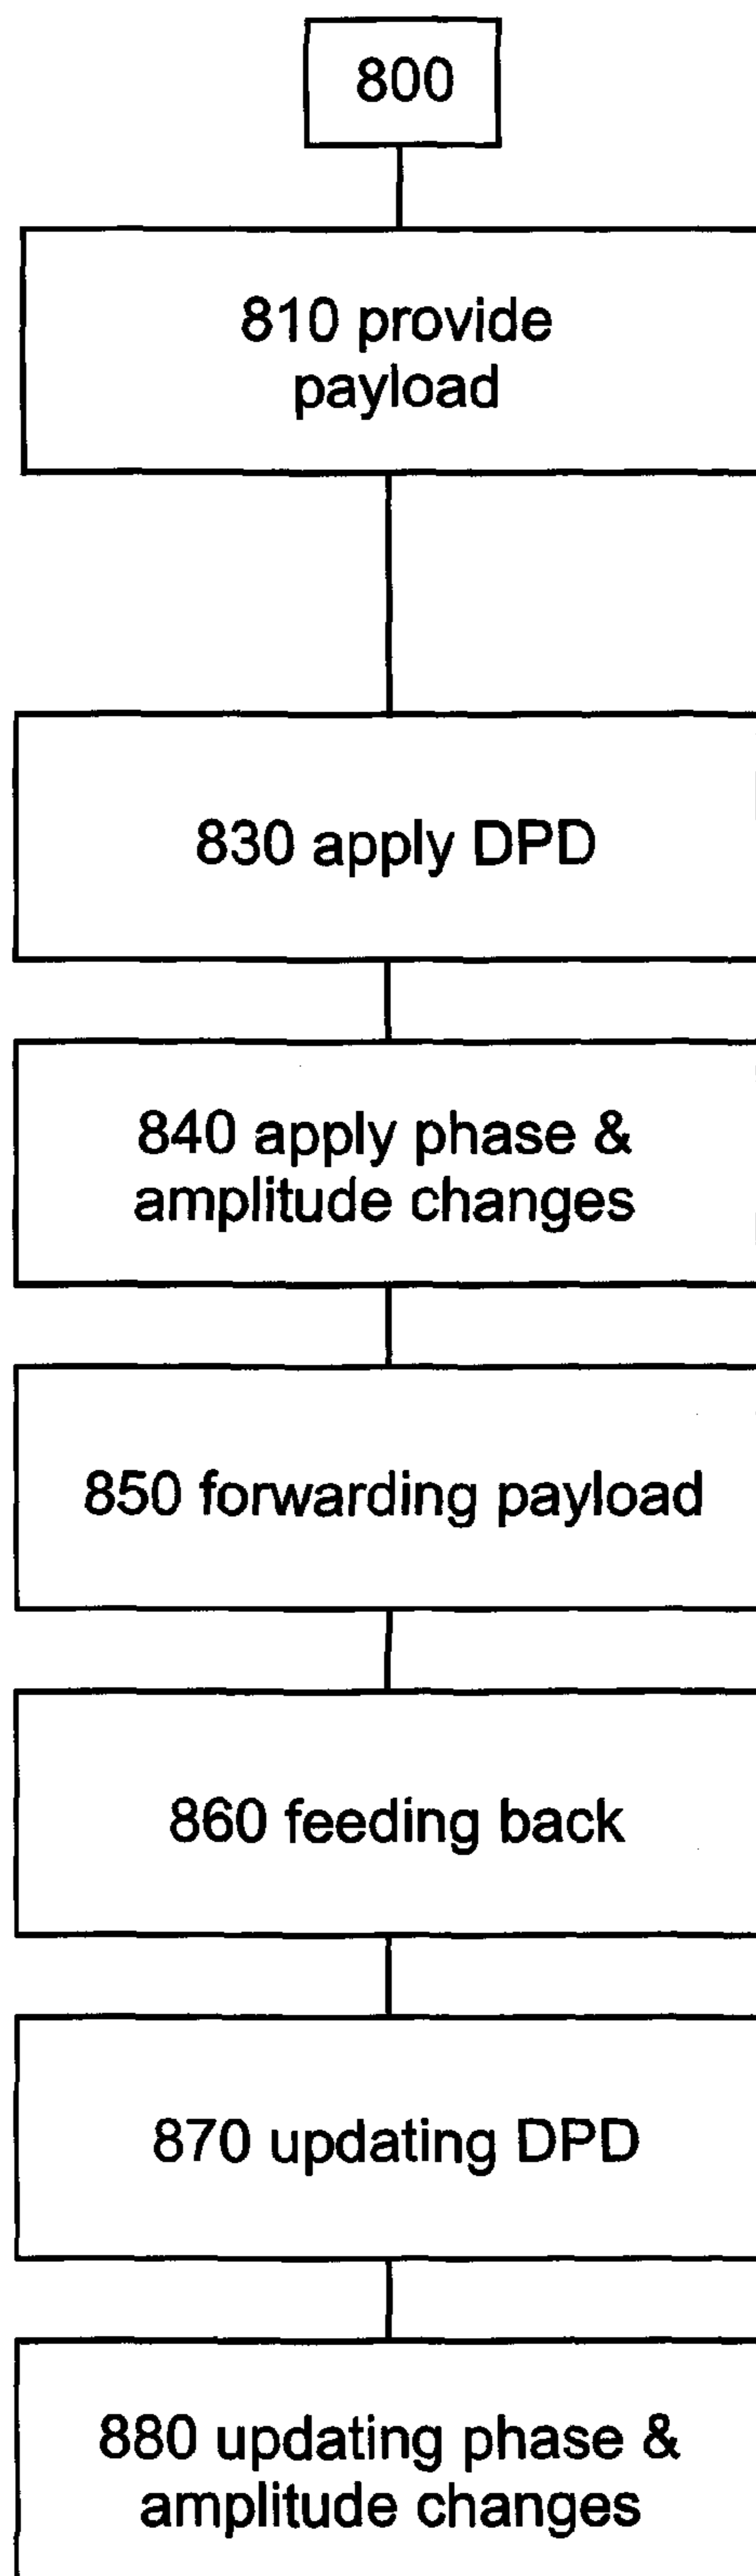 800
810 provide
payload
830 apply DPD
840 apply phase &
amplitude changes
850 forwarding payload
860 feeding back
870 updating DPD
880 updating phase &
amplitude changes